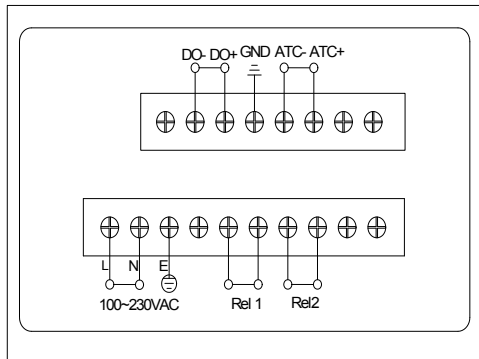 DO- DO+ GND ATC- ATC+
L N E
100~230VAC Rel 1 Rel2